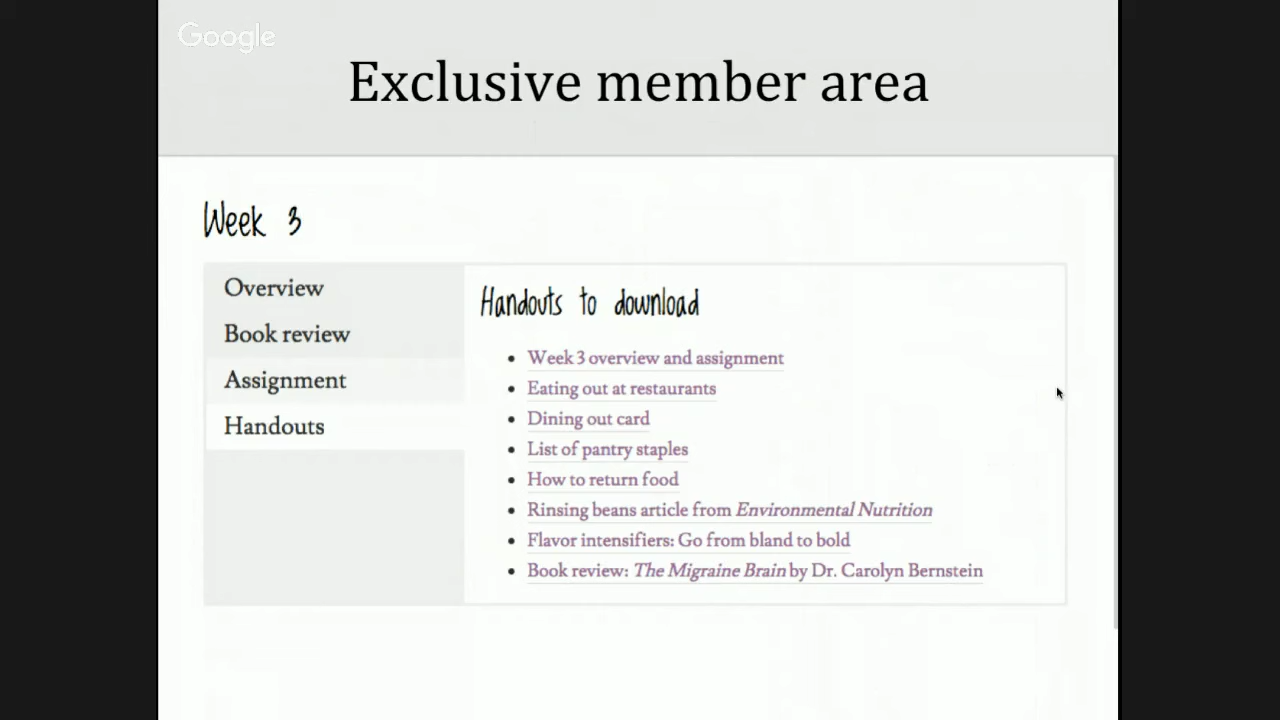 Google
Exclusive member area
Week 3
Overview
Book review
Assignment
Handouts
Handouts to download
Week 3 overview and assignment
Eating out at restaurants
Dining out card
List of pantry staples
How to return food
Rinsing beans article from Environmental Nutrition
Flavor intensifiers: Go from bland to bold
Book review: The Migraine Brain by Dr. Carolyn Bernstein